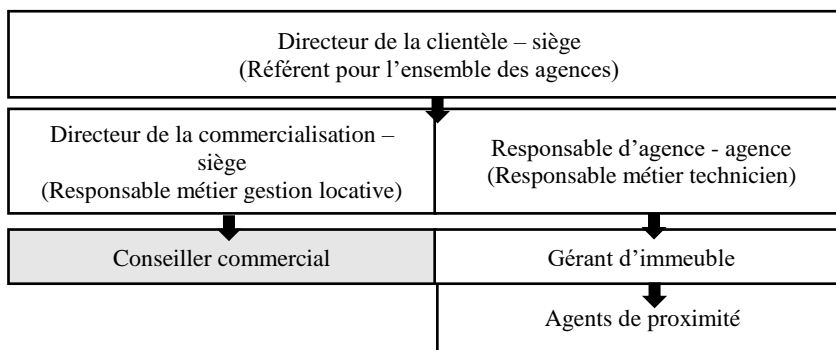 Directeur de la clientèle – siège
(Référent pour l’ensemble des agences)
Directeur de la commercialisation –
siège
(Responsable métier gestion locative)
Responsable d’agence - agence
(Responsable métier technicien)
Conseiller commercial
Gérant d’immeuble
Agents de proximité